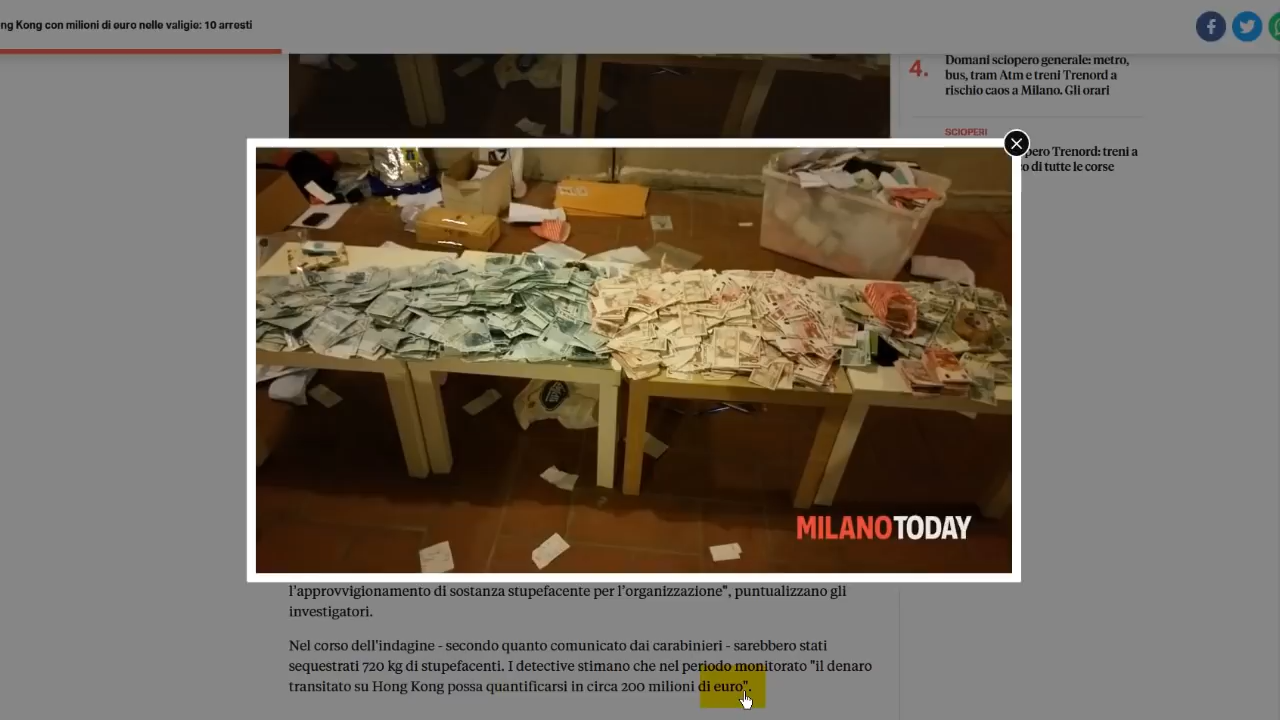 ng Kong con milioni di euro nelle valigie: 10 arresti
4.
Domani sciopero generale: metro,
bus, tram Atm e treni Trenord a
rischio caos a Milano. Gli orari
SCIOPERI
pero Trenord: treni a
o di tutte le corse
MILANOTODAY
l'approvvigionamento di sostanza stupefacente per l'organizzazione", puntualizzano gli
investigatori.
Nel corso dell'indagine - secondo quanto comunicato dai carabinieri - sarebbero stati
sequestrati 720 kg di stupefacenti. I detective stimano che nel periodo monitorato "il denaro
transitato su Hong Kong possa quantificarsi in circa 200 milioni di euro".